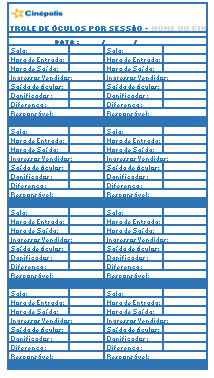 Cinépolis
TROLE DE ÓCULOS POR SESSÃO - NOME DO CIN
DATA: / /
Sala: Sala:
Hora de Entrada: Hora de Entrada:
Hora de Saída: Hora de Saída:
Ingressos Vendidos: Ingressos Vendidos:
Saída de óculos: Saída de óculos:
Danificados: Danificados:
Diferença: Diferença:
Responsável: Responsável:
Sala: Sala:
Hora de Entrada: Hora de Entrada:
Hora de Saída: Hora de Saída:
Ingressos Vendidos: Ingressos Vendidos:
Saída de óculos: Saída de óculos:
Danificados: Danificados:
Diferença: Diferença:
Responsável: Responsável:
Sala: Sala:
Hora de Entrada: Hora de Entrada:
Hora de Saída: Hora de Saída:
Ingressos Vendidos: Ingressos Vendidos:
Saída de óculos: Saída de óculos:
Danificados: Danificados:
Diferença: Diferença:
Responsável: Responsável:
Sala: Sala:
Hora de Entrada: Hora de Entrada:
Hora de Saída: Hora de Saída:
Ingressos Vendidos: Ingressos Vendidos:
Saída de óculos: Saída de óculos:
Danificados: Danificados:
Diferença: Diferença:
Responsável: Responsável: